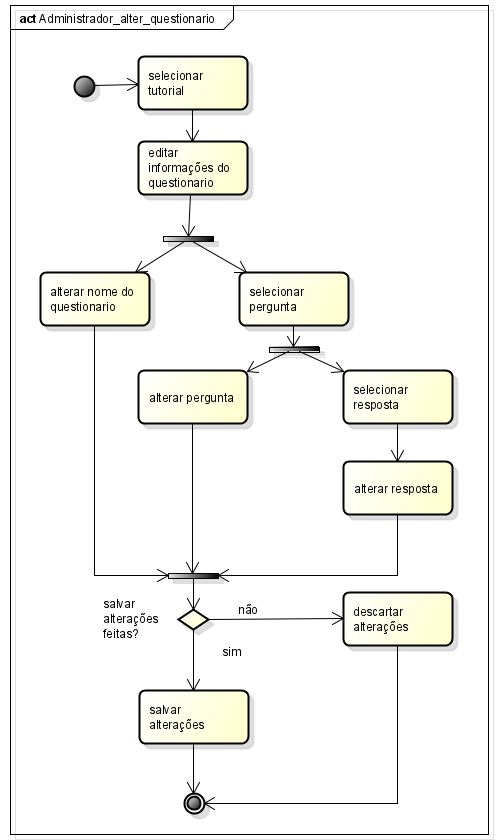 act Administrador_alter_questionario
selecionar
tutorial
editar
informações do
questionario
alterar nome do
questionario
selecionar
pergunta
alterar pergunta
selecionar
resposta
alterar resposta
salvar
alterações
feitas?
não
descartar
alterações
sim
salvar
alterações